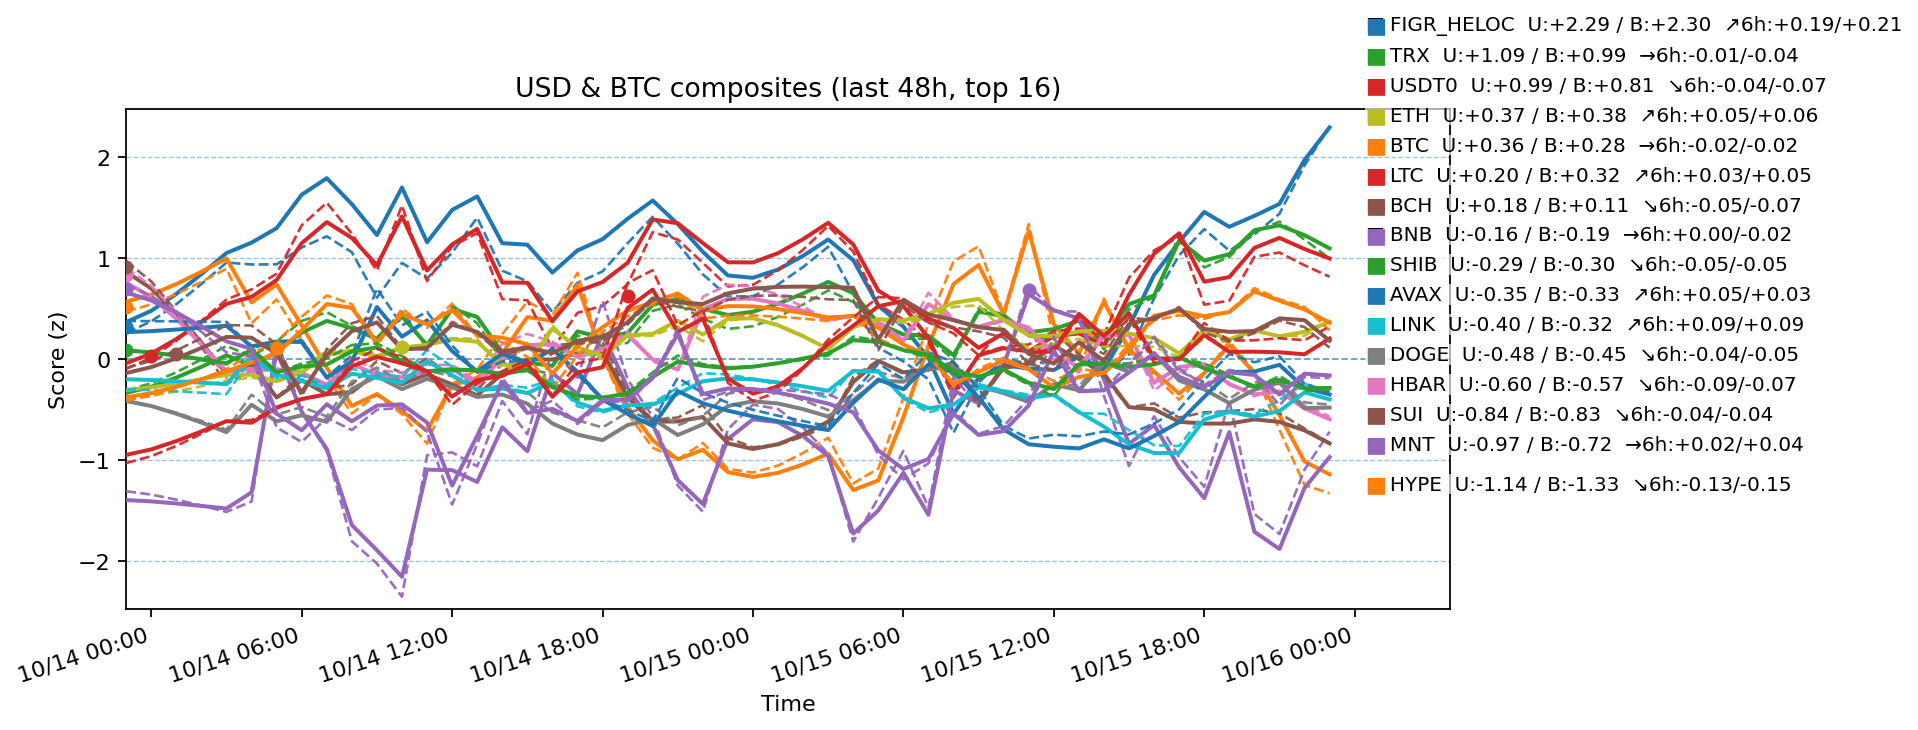 FIGR_HELOC U:+2.29 / B:+2.30 ↗6h:+0.19/+0.21
TRX U:+1.09 / B:+0.99 →6h:-0.01/-0.04
USD & BTC composites (last 48h, top 16)
USDT0 U:+0.99 / B:+0.81 ↘6h:-0.04/-0.07
ETH U:+0.37 / B:+0.38 ↗6h:+0.05/+0.06
BTC U:+0.36 / B:+0.28 →6h:-0.02/-0.02
LTC U:+0.20 / B:+0.32 ↗6h:+0.03/+0.05
BCH U:+0.18 / B:+0.11 ↘6h:-0.05/-0.07
BNB U:-0.16 / B:-0.19 →6h:+0.00/-0.02
SHIB U:-0.29 / B:-0.30 ↘6h:-0.05/-0.05
AVAX U:-0.35 / B:-0.33 ↗6h:+0.05/+0.03
LINK U:-0.40 / B:-0.32 ↗6h:+0.09/+0.09
DOGE U:-0.48 / B:-0.45 ↘6h:-0.04/-0.05
HBAR U:-0.60 / B:-0.57 ↘6h:-0.09/-0.07
SUI U:-0.84 / B:-0.83 ↘6h:-0.04/-0.04
MNT U:-0.97 / B:-0.72 →6h:+0.02/+0.04
HYPE U:-1.14 / B:-1.33 ↘6h:-0.13/-0.15
Score (z)
2
1
0
−1
−2
10/14 00:00
10/14 06:00
10/14 12:00
10/14 18:00
10/15 00:00
10/15 06:00
10/15 12:00
10/15 18:00
10/16 00:00
Time